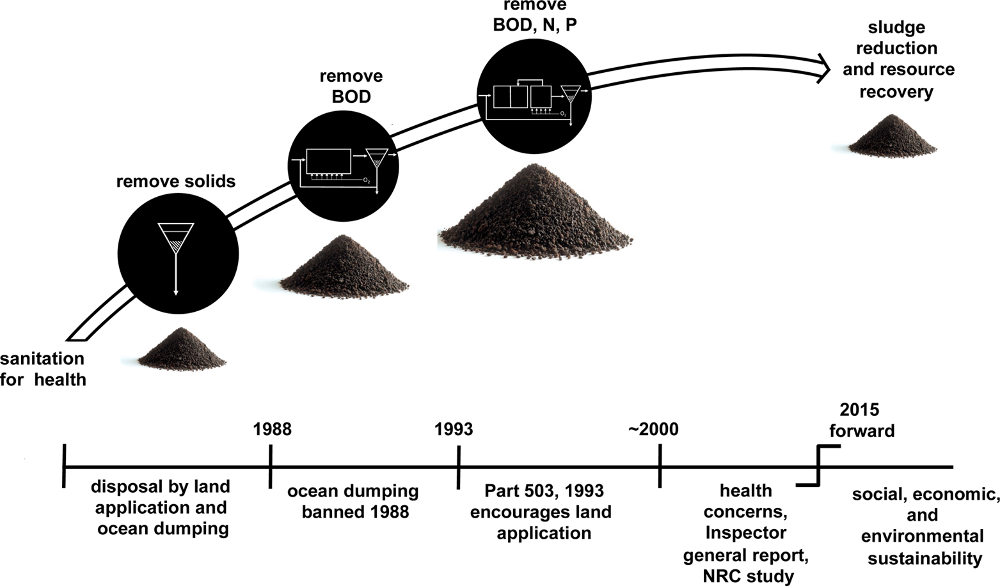 remove
BOD, N, P
sludge
reduction
and resource
recovery
remove
BOD
O2
remove solids
O2
sanitation
for health
1988
1993
~2000
2015
forward
disposal by land
application and
ocean dumping
ocean dumping
banned 1988
Part 503, 1993
encourages land
application
health
concerns,
Inspector
general report,
NRC study
social, economic,
and
environmental
sustainability